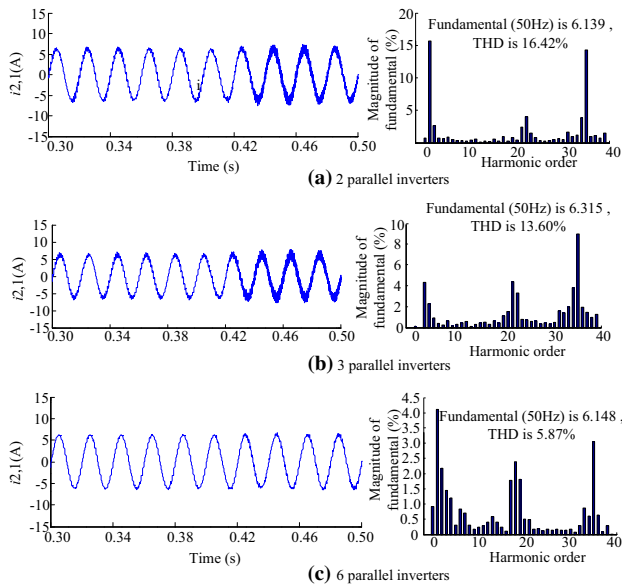 i2,1(A)
15
10
5
0
-5
-10
15
i
0.30
0.34
0.38
0.42
0.46
0.50
Time (s)
Fundamental (50Hz) is 6.139 ,
THD is 16.42%
Magnitude of
fundamental (%)
20
15
10
5
0
0
10
20
30
40
Harmonic order
(a) 2 parallel inverters
i2,1(A)
15
10
5
0
-5
-10
15
0.30
0.34
0.38
0.42
0.46
0.50
Time (s)
Fundamental (50Hz) is 6.315 ,
THD is 13.60%
Magnitude of
fundamental (%)
10
8
6
4
2
0
0
10
20
30
40
Harmonic order
(b) 3 parallel inverters
i2,1(A)
15
10
5
0
-5
-10
15
0.30
0.34
0.38
0.42
0.46
0.50
Time (s)
Fundamental (50Hz) is 6.148 ,
THD is 5.87%
Magnitude of
fundamental (%)
4.5
4.0
3.0
2.0
1.0
0.5
0
0
10
20
30
40
Harmonic order
(c) 6 parallel inverters